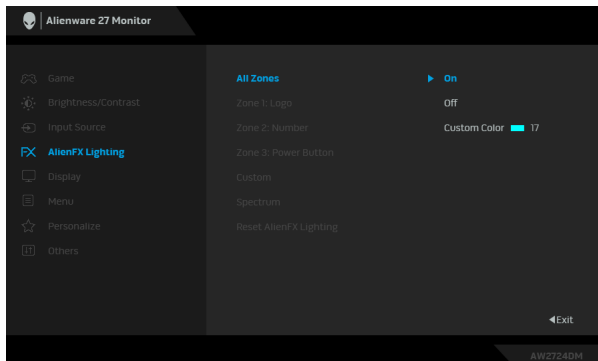 Alienware 27 Monitor
Game
Brightness/Contrast
Input Source
AlienFX Lighting
Display
Menu
Personalize
Others
All Zones
Zone 1: Logo
Zone 2: Number
Zone 3: Power Button
Custom
Spectrum
Reset AlienFX Lighting
On
Off
Custom Color 17
Exit
AW2724DM